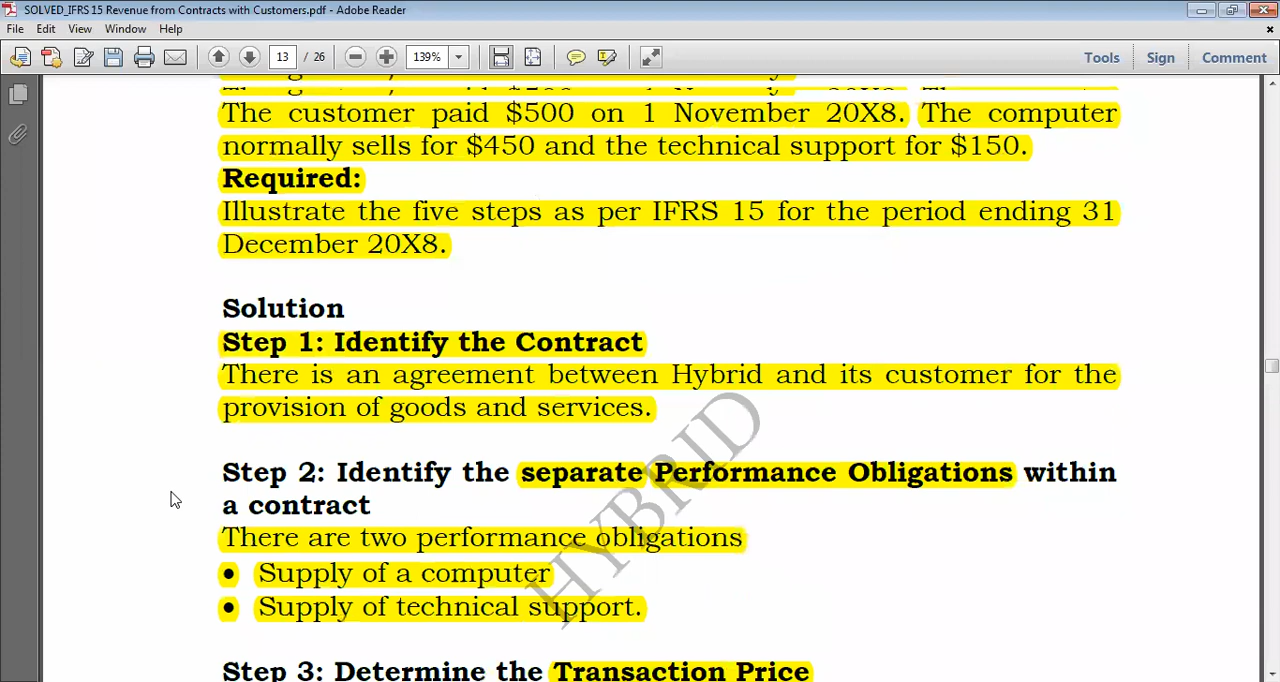 SOLVED_IFRS 15 Revenue from Contracts with Customers.pdf - Adobe Reader
File Edit View Window Help
13 / 26 139% Tools Sign Comment
The customer paid $500 on 1 November 20X8. The computer
normally sells for $450 and the technical support for $150.
Required:
Illustrate the five steps as per IFRS 15 for the period ending 31
December 20X8.
Solution
Step 1: Identify the Contract
There is an agreement between Hybrid and its customer for the
provision of goods and services.
Step 2: Identify the separate Performance Obligations within
a contract
There are two performance obligations
• Supply of a computer
• Supply of technical support.
Step 3: Determine the Transaction Price
HYBRID